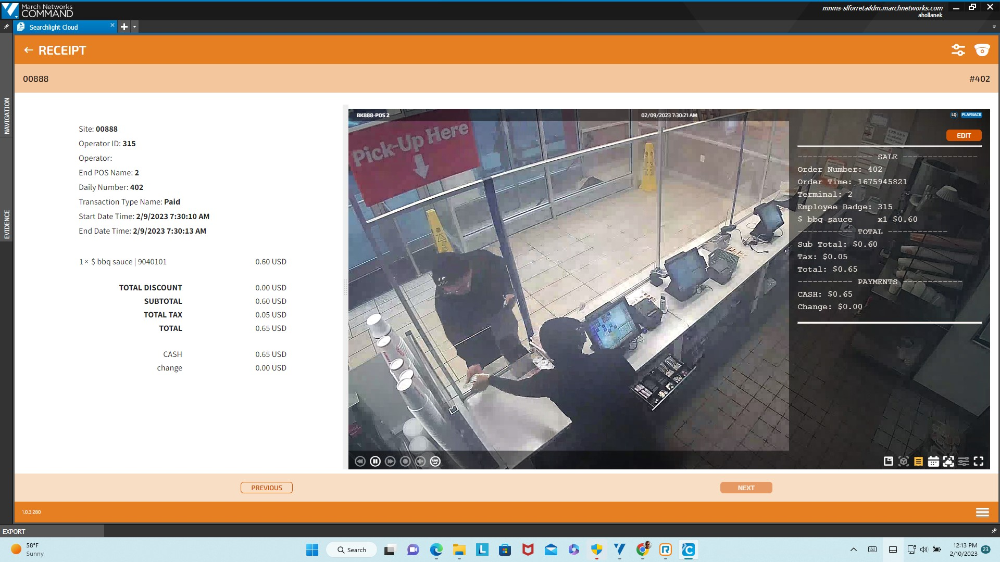 March Networks
COMMAND
mnms-slforretaildm.marchnetworks.com
ahollanek
Searchlight Cloud
NAVIGATION
EVIDENCE
← RECEIPT
00888
#402
Site: 00888
Operator ID: 315
Operator:
End POS Name: 2
Daily Number: 402
Transaction Type Name: Paid
Start Date Time: 2/9/2023 7:30:10 AM
End Date Time: 2/9/2023 7:30:13 AM
1 × $ bbq sauce | 9040101 0.60 USD
TOTAL DISCOUNT 0.00 USD
SUBTOTAL 0.60 USD
TOTAL TAX 0.05 USD
TOTAL 0.65 USD
CASH 0.65 USD
change 0.00 USD
BK888-POS 2
02/09/2023 7:30:21 AM
LQ PLAYBACK
Pick-Up Here
EDIT
--------------- SALE ---------------
Order Number: 402
Order Time: 1675945821
Terminal: 2
Employee Badge: 315
$ bbq sauce x1 $0.60
----------- TOTAL ------------
Sub Total: $0.60
Tax: $0.05
Total: $0.65
----------- PAYMENTS ------------
CASH: $0.65
Change: $0.00
LIVE
PREVIOUS
NEXT
1.0.3.280
EXPORT
58°F
Sunny
Search
12:13 PM
2/10/2023
23